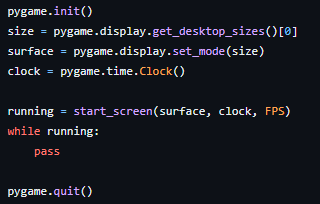 pygame.init()
size = pygame.display.get_desktop_sizes()[0]
surface = pygame.display.set_mode(size)
clock = pygame.time.Clock()
running = start_screen(surface, clock, FPS)
while running:
    pass
pygame.quit()